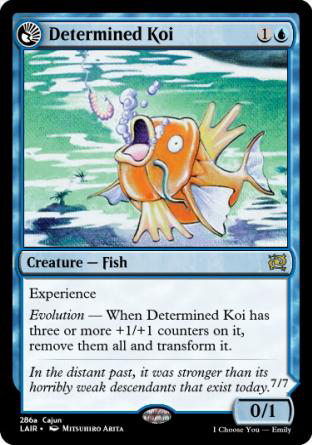 Determined Koi 1
Creature — Fish
Experience
Evolution — When Determined Koi has
three or more +1/+1 counters on it,
remove them all and transform it.
In the distant past, it was stronger than its
horribly weak descendants that exist today.
7/7
0/1
286a Cajun
LAIR • Mitsuhiro Arita
I Choose You — Emily